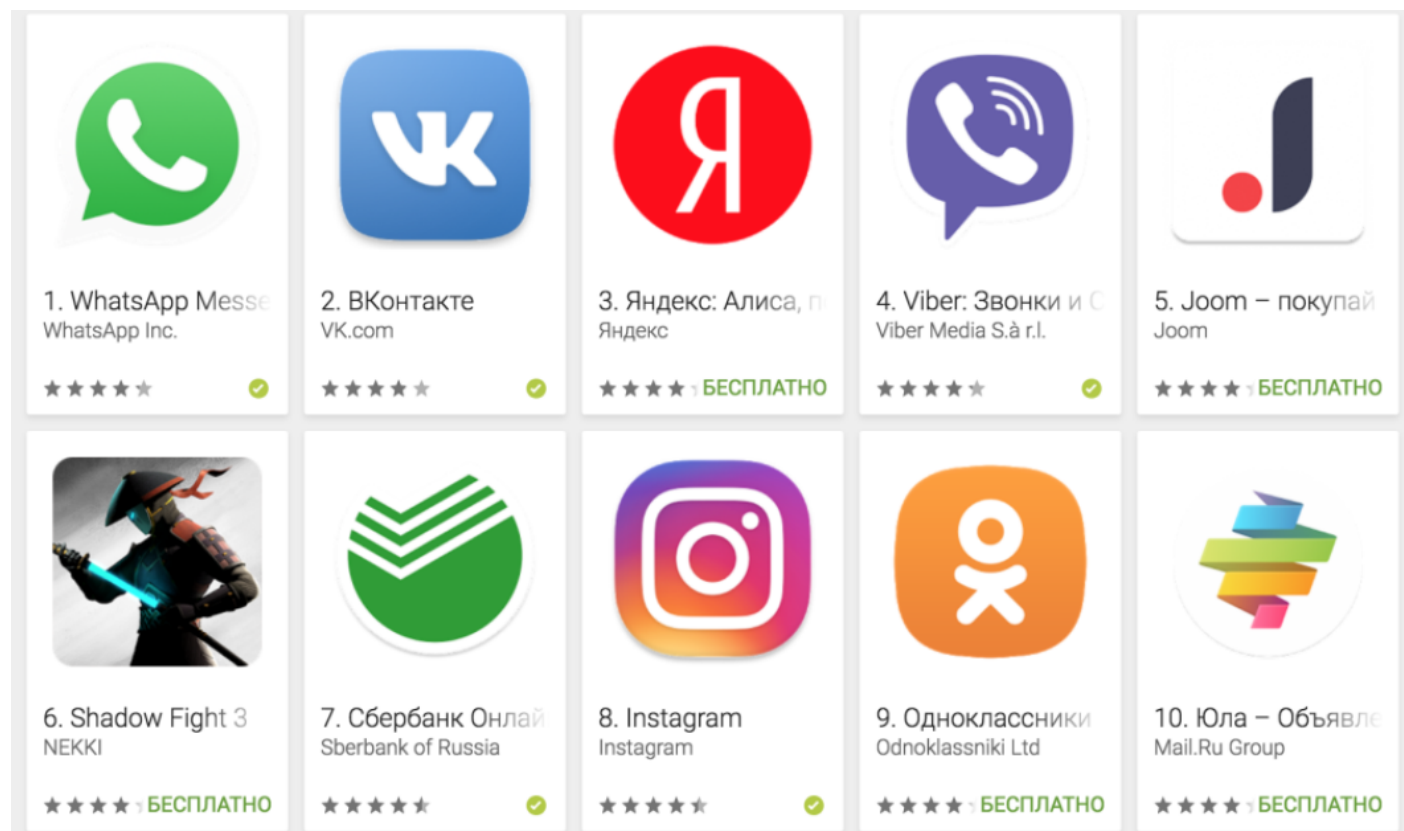 1. WhatsApp Messe
WhatsApp Inc.
2. ВКонтакте
VK.com
3. Яндекс: Алиса, п
Яндекс
БЕСПЛАТНО
4. Viber: Звонки и С
Viber Media S.à r.l.
5. Joom – покупай
Joom
БЕСПЛАТНО
6. Shadow Fight 3
NEKKI
БЕСПЛАТНО
7. Сбербанк Онлай
Sberbank of Russia
8. Instagram
Instagram
9. Одноклассники
Odnoklassniki Ltd
БЕСПЛАТНО
10. Юла – Объявле
Mail.Ru Group
БЕСПЛАТНО